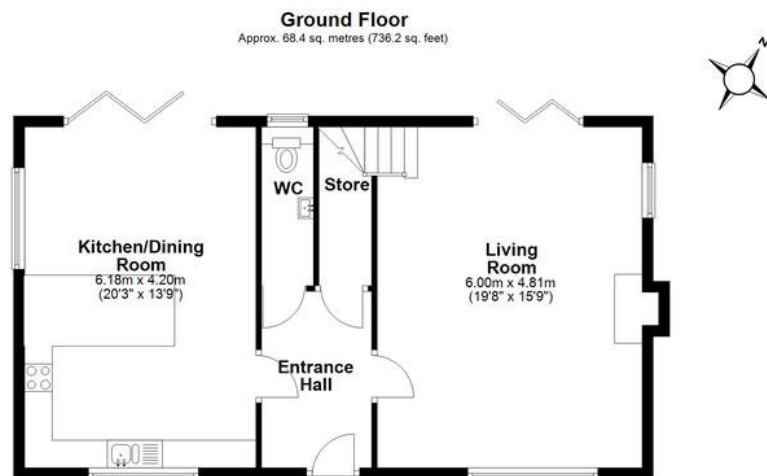 Ground Floor
Approx. 68.4 sq. metres (736.2 sq. feet)
N
WC
Store
Kitchen/Dining
Room
6.18m x 4.20m
(20'3" x 13'9")
Living
Room
6.00m x 4.81m
(19'8" x 15'9")
Entrance
Hall